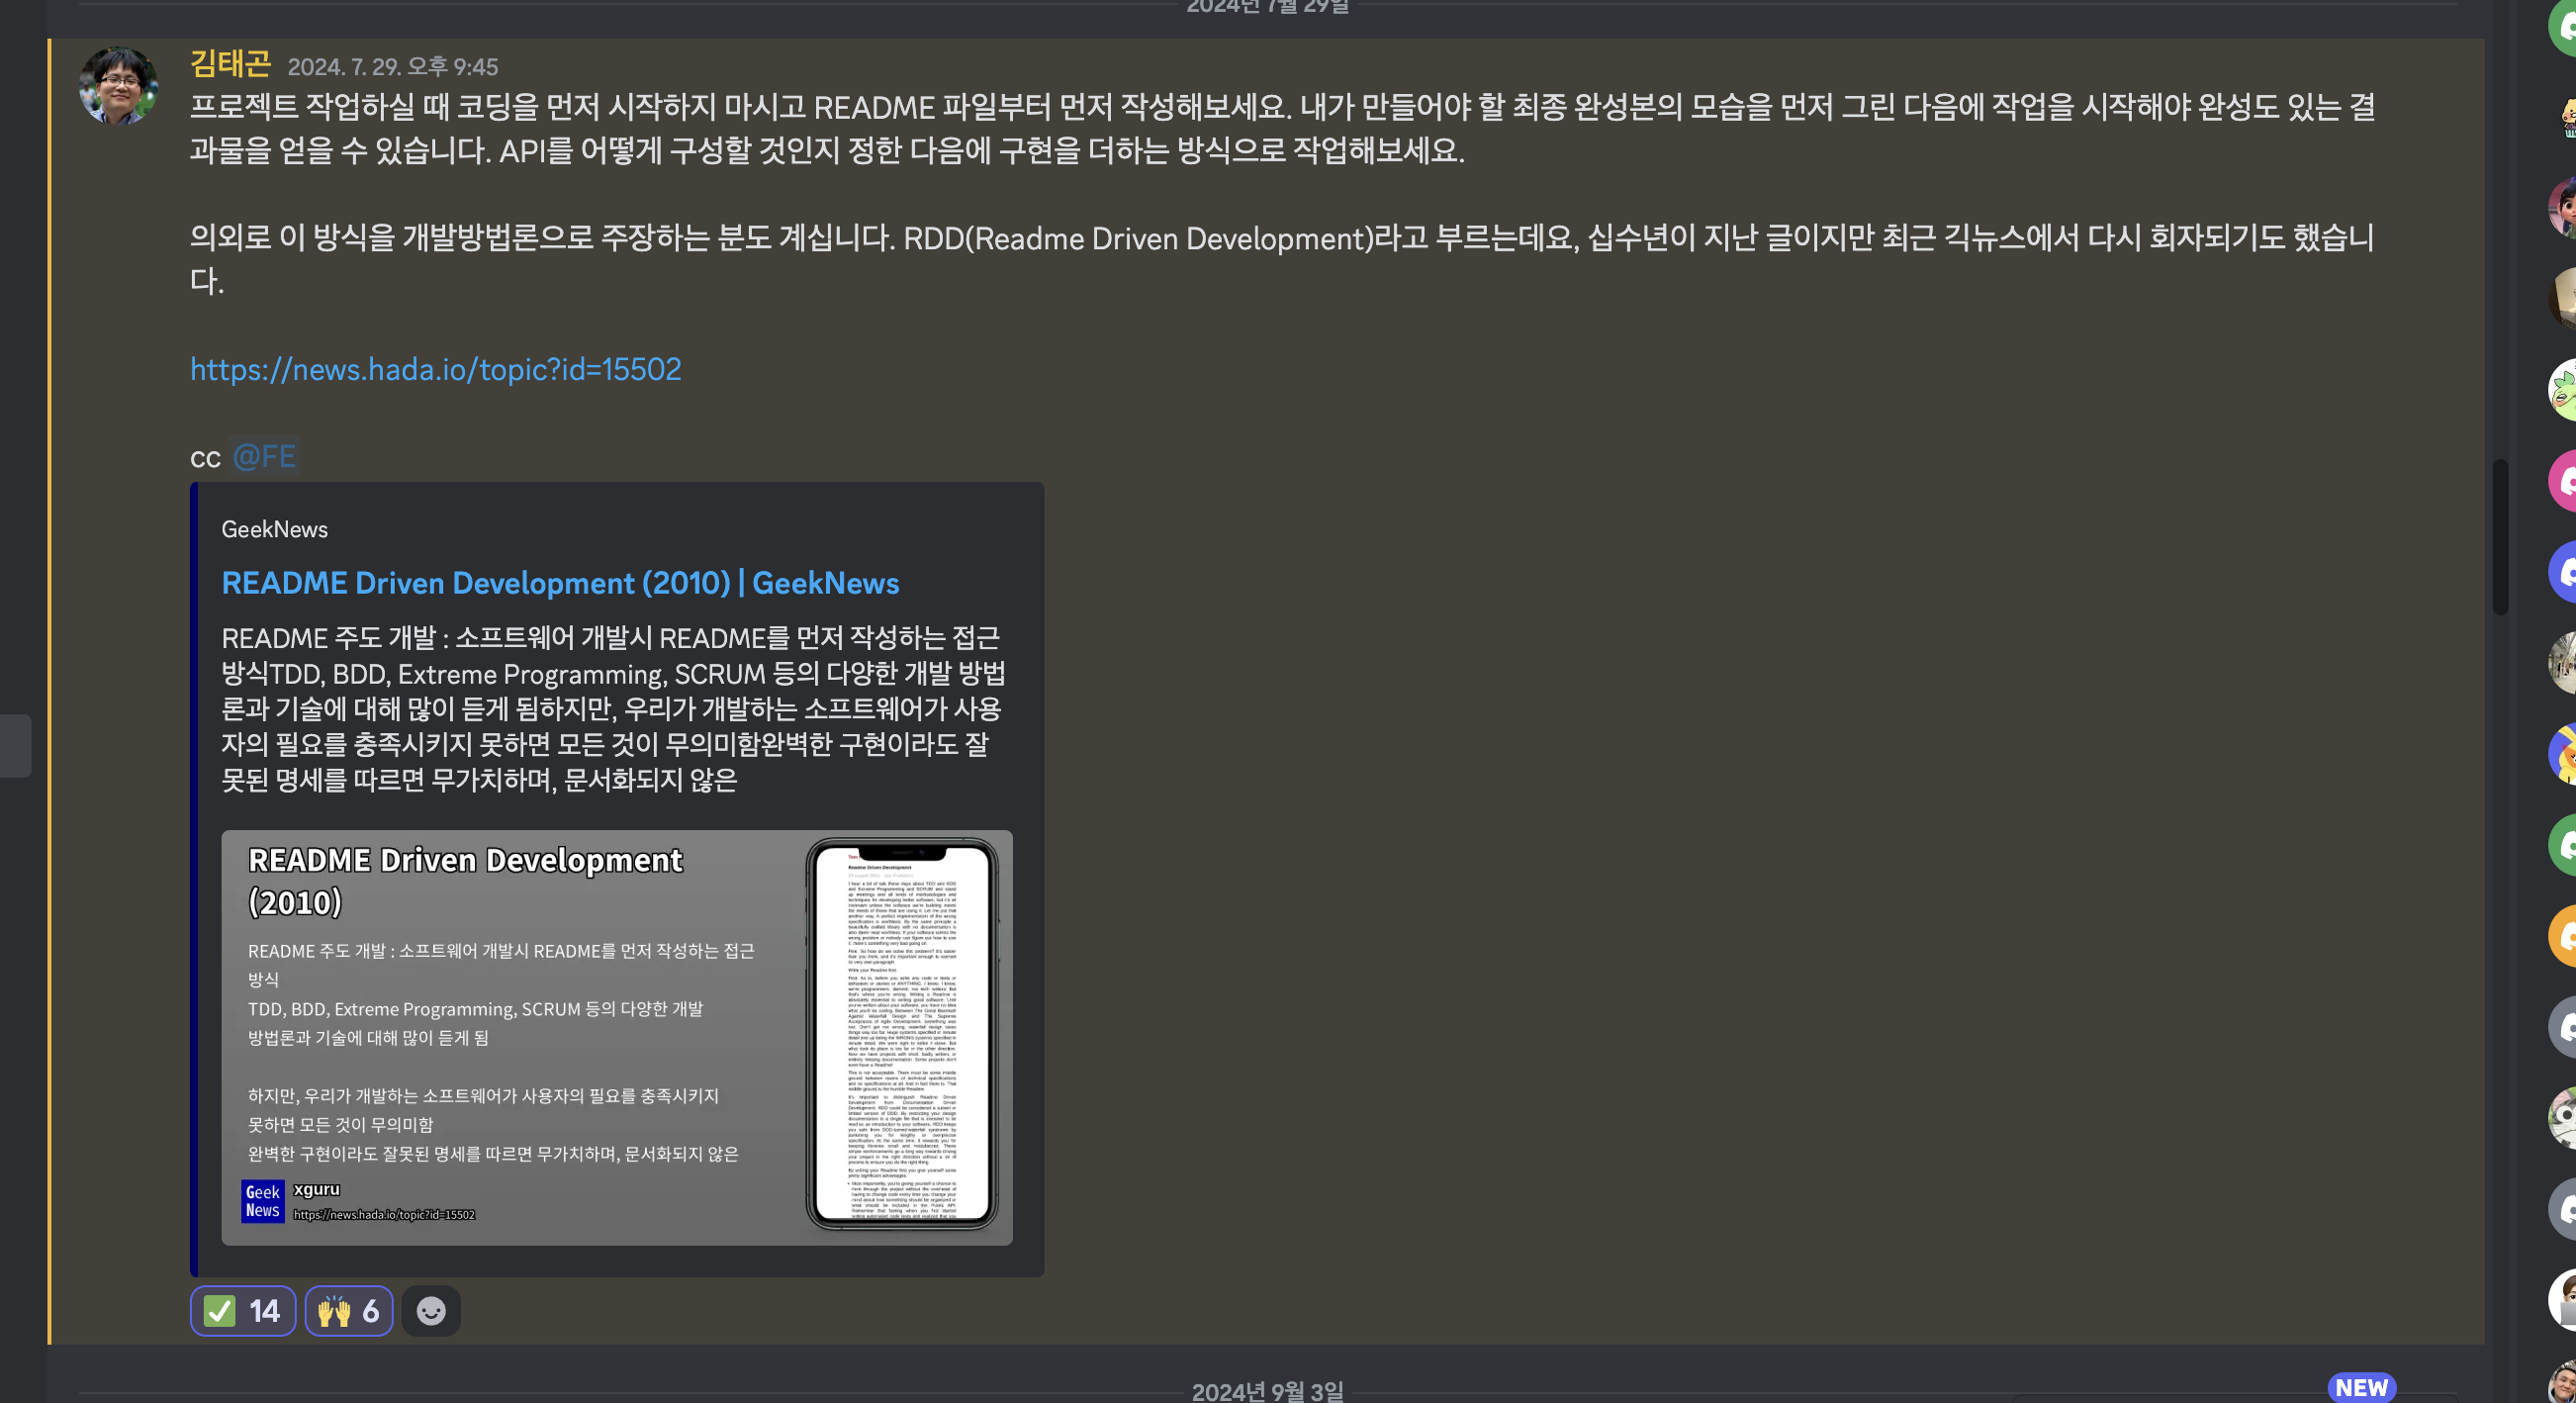 2024년 7월 29일
김태곤 2024. 7. 29. 오후 9:45
프로젝트 작업하실 때 코딩을 먼저 시작하지 마시고 README 파일부터 먼저 작성해보세요. 내가 만들어야 할 최종 완성본의 모습을 먼저 그린 다음에 작업을 시작해야 완성도 있는 결
과물을 얻을 수 있습니다. API를 어떻게 구성할 것인지 정한 다음에 구현을 더하는 방식으로 작업해보세요.
의외로 이 방식을 개발방법론으로 주장하는 분도 계십니다. RDD(Readme Driven Development)라고 부르는데요, 십수년이 지난 글이지만 최근 긱뉴스에서 다시 회자되기도 했습니
다.
https://news.hada.io/topic?id=15502
cc @FE
GeekNews
README Driven Development (2010) | GeekNews
README 주도 개발 : 소프트웨어 개발시 README를 먼저 작성하는 접근
방식TDD, BDD, Extreme Programming, SCRUM 등의 다양한 개발 방법
론과 기술에 대해 많이 듣게 됨하지만, 우리가 개발하는 소프트웨어가 사용
자의 필요를 충족시키지 못하면 모든 것이 무의미함완벽한 구현이라도 잘
못된 명세를 따르면 무가치하며, 문서화되지 않은
README Driven Development
(2010)
README 주도 개발 : 소프트웨어 개발시 README를 먼저 작성하는 접근
방식
TDD, BDD, Extreme Programming, SCRUM 등의 다양한 개발
방법론과 기술에 대해 많이 듣게 됨
하지만, 우리가 개발하는 소프트웨어가 사용자의 필요를 충족시키지
못하면 모든 것이 무의미함
완벽한 구현이라도 잘못된 명세를 따르면 무가치하며, 문서화되지 않은
Geek
News
xguru
https://news.hada.io/topic?id=15502
Readme Driven Development
14 6
2024년 9월 3일
NEW